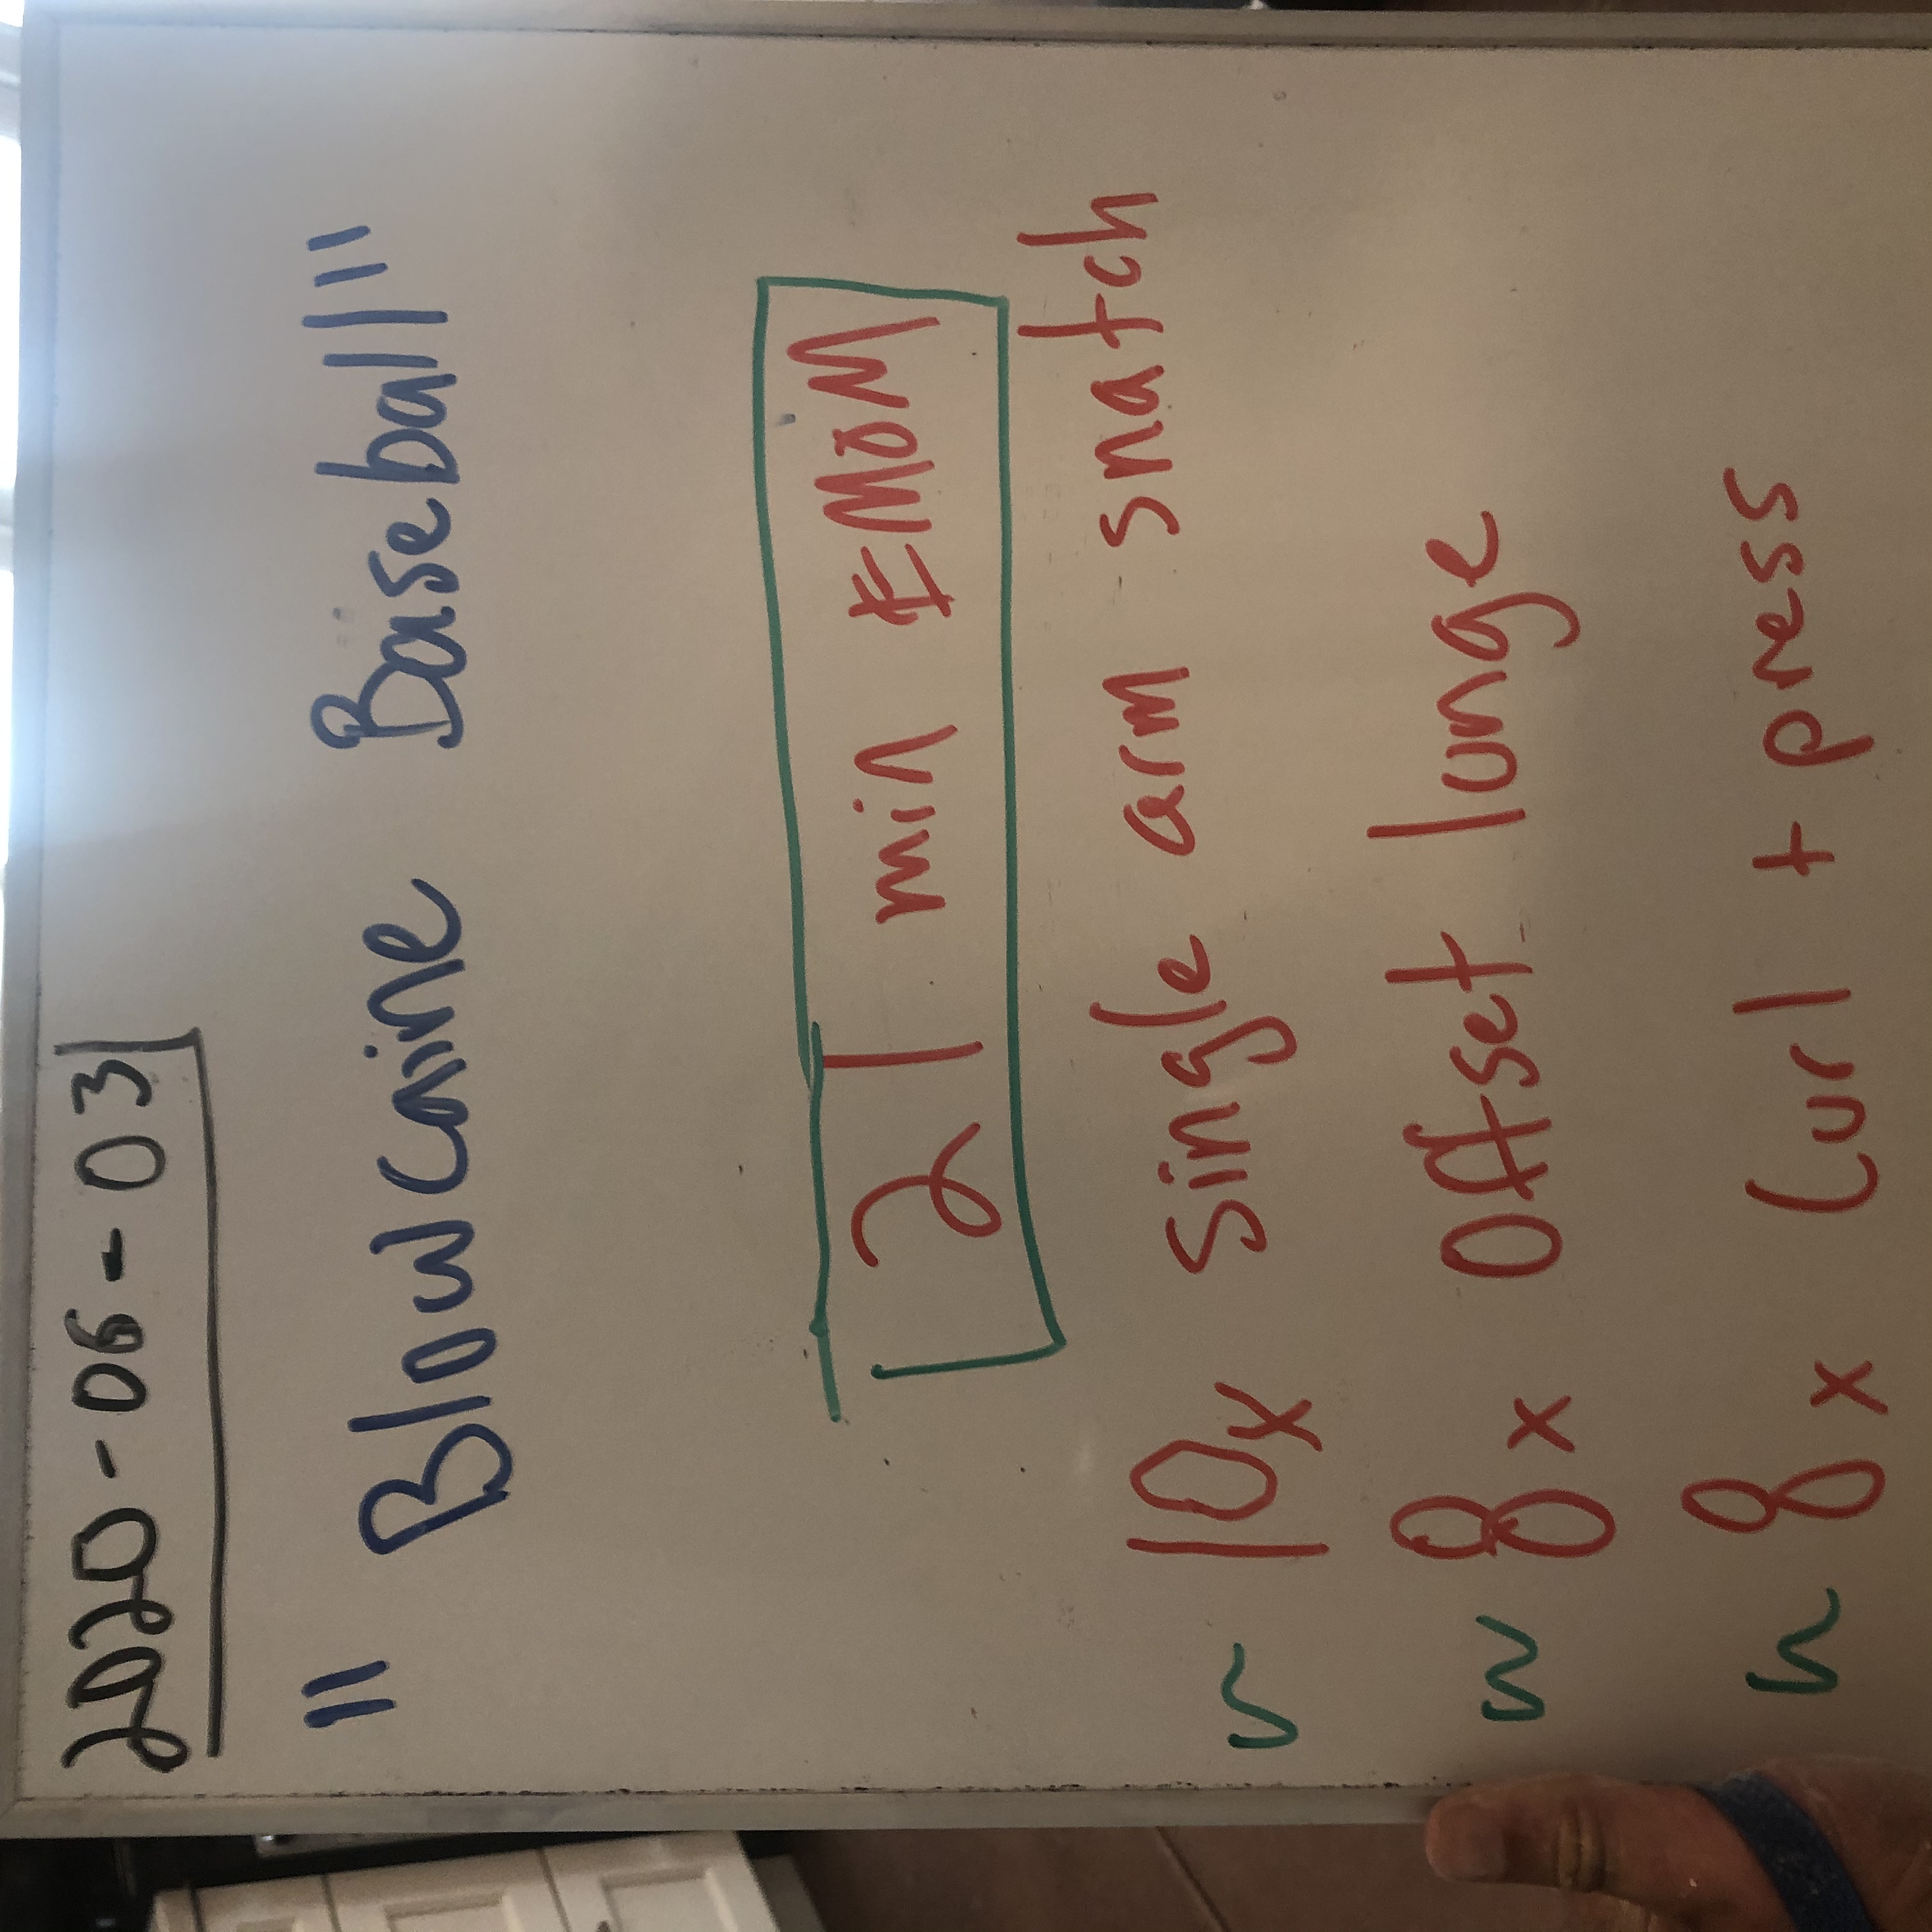 2020-06-03
"Blowcaine Baseball"
21 min EMOM
~ 10x single arm snatch
~ 8x Offset lunge
~ 8x Curl + press